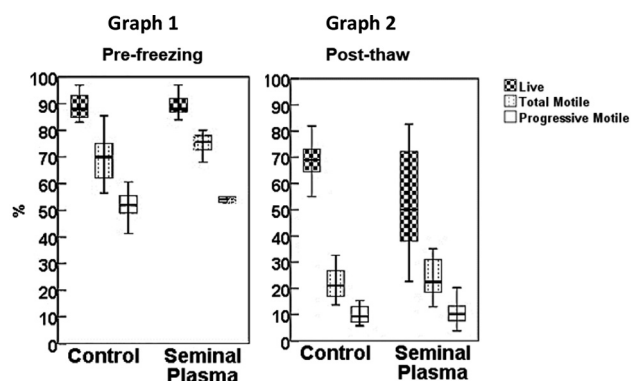 Graph 1
Graph 2
Pre-freezing
Post-thaw
100
90
80
70
60
50
40
30
20
10
0
%
Control
Seminal
Plasma
100
90
80
70
60
50
40
30
20
10
0
Control
Seminal
Plasma
Live
Total Motile
Progressive Motile